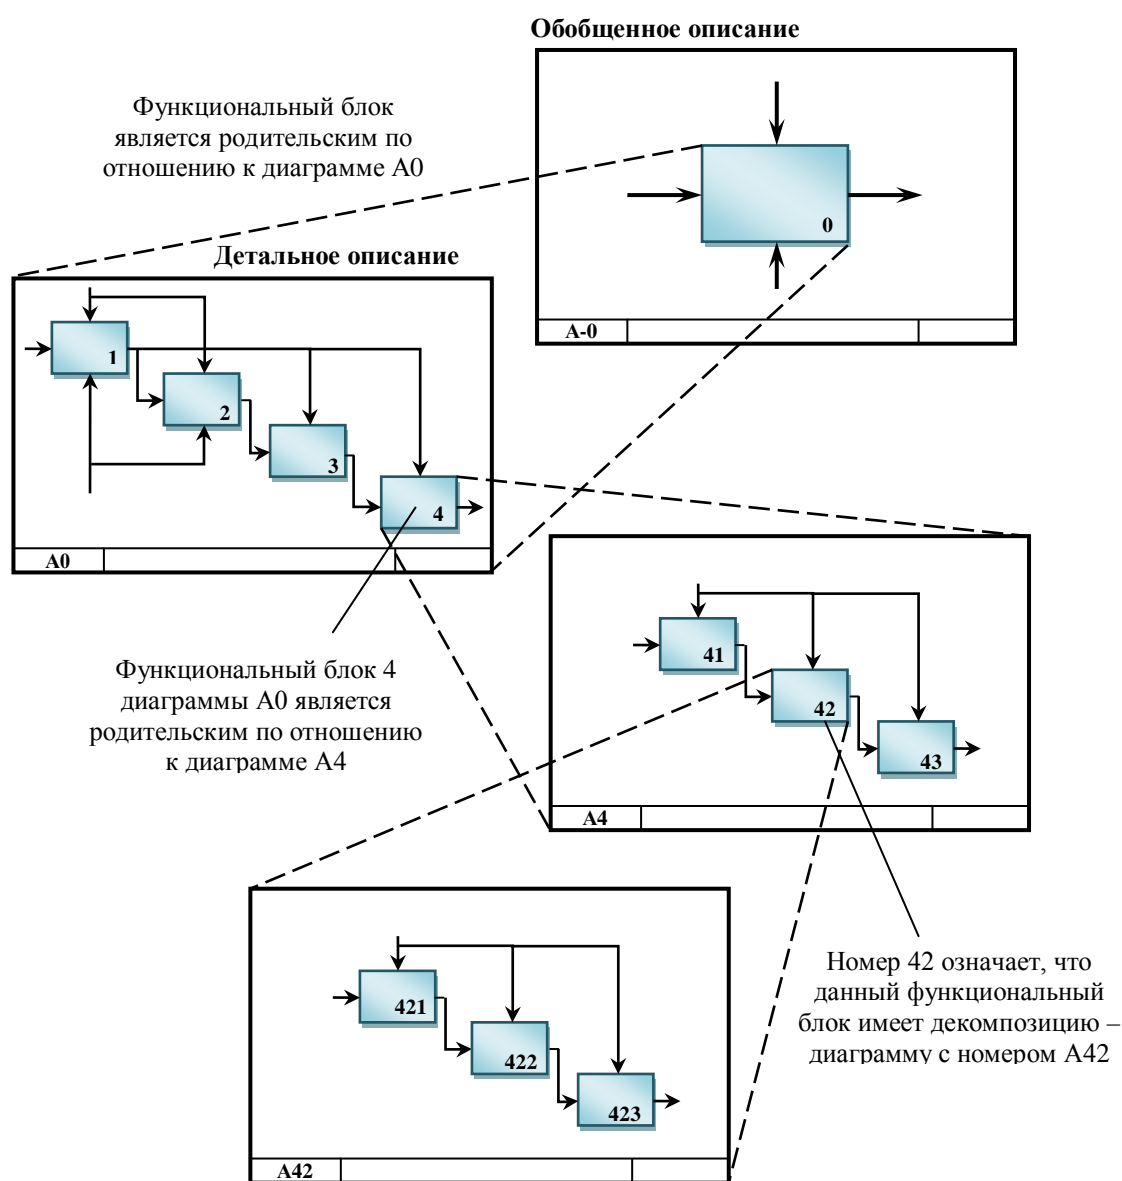 Обобщенное описание
Функциональный блок
является родительским по
отношению к диаграмме А0
0
А-0
Детальное описание
1
2
3
4
А0
Функциональный блок 4
диаграммы А0 является
родительским по отношению
к диаграмме А4
41
42
43
А4
Номер 42 означает, что
данный функциональный
блок имеет декомпозицию –
диаграмму с номером А42
421
422
423
А42